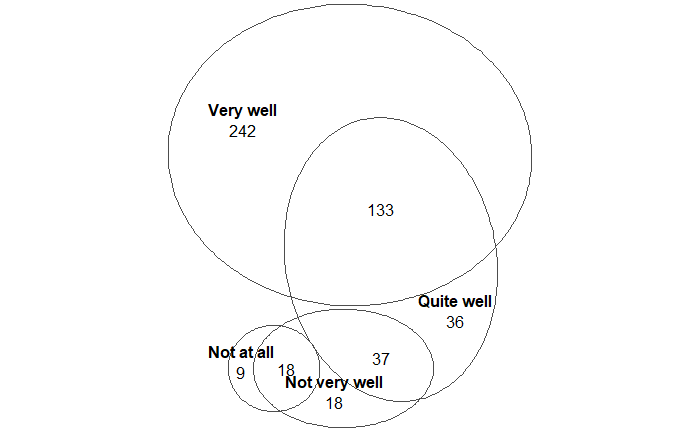 Very well
242
133
Quite well
36
Not at all
9
18
37
Not very well
18